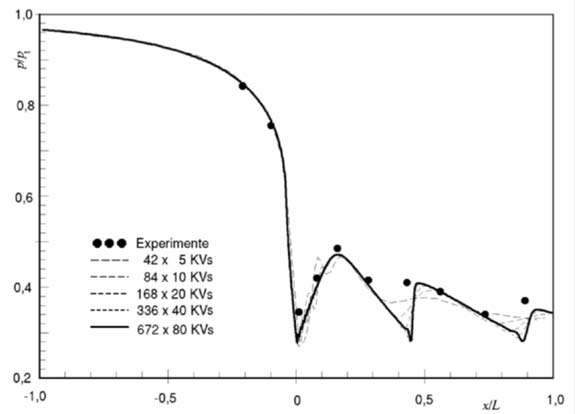 1,0
p/p₁
0,8
0,6
0,4
0,2
Experimente
42 x 5 KVs
84 x 10 KVs
168 x 20 KVs
336 x 40 KVs
672 x 80 KVs
-1,0 -0,5 0 0,5 x/L 1,0